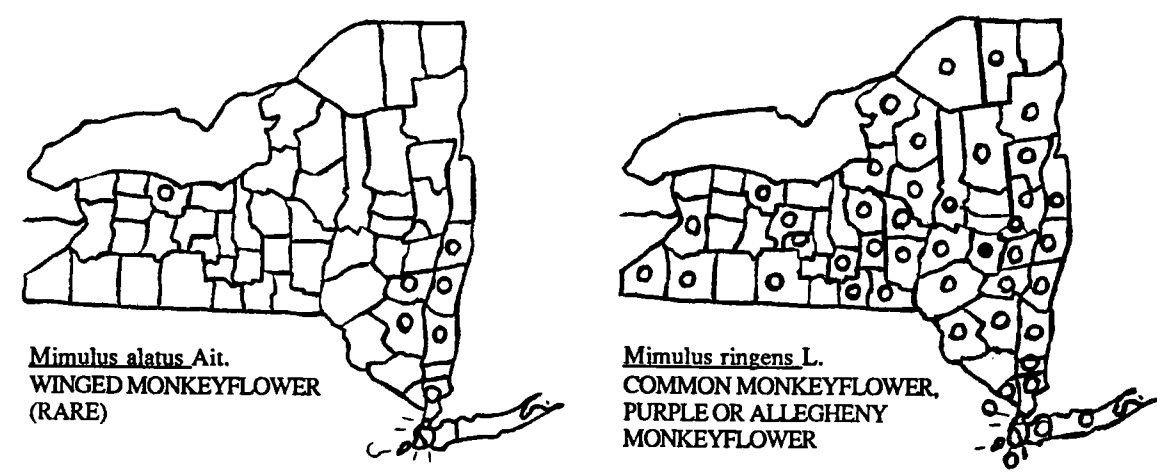 Mimulus alatus Ait.
WINGED MONKEYFLOWER
(RARE)
Mimulus ringens L.
COMMON MONKEYFLOWER,
PURPLE OR ALLEGHENY
MONKEYFLOWER